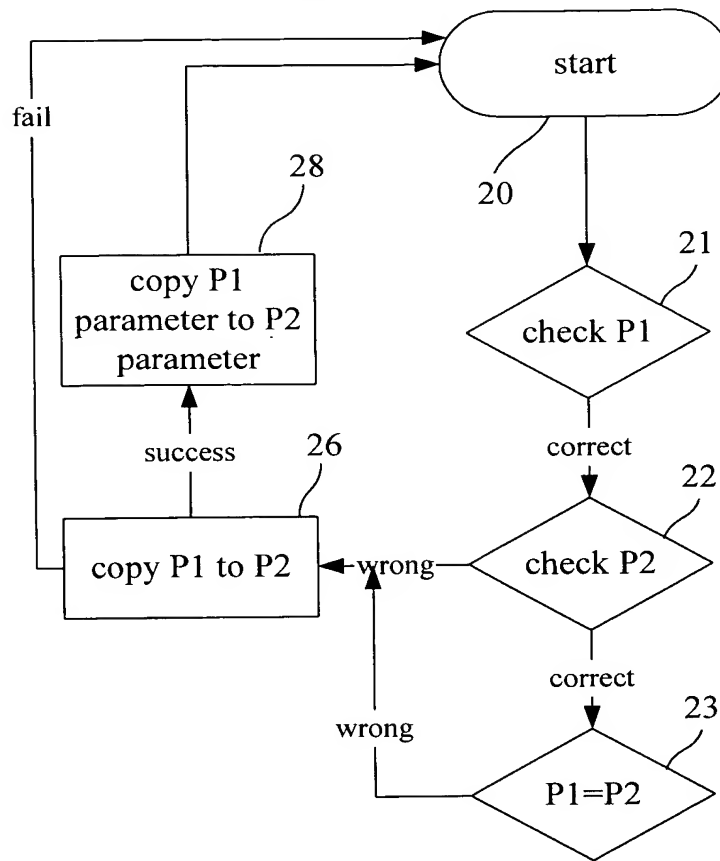 start
fail
20
28
copy P1
parameter to P2
parameter
21
check P1
success
correct
26
22
copy P1 to P2
wrong
check P2
correct
wrong
23
P1=P2